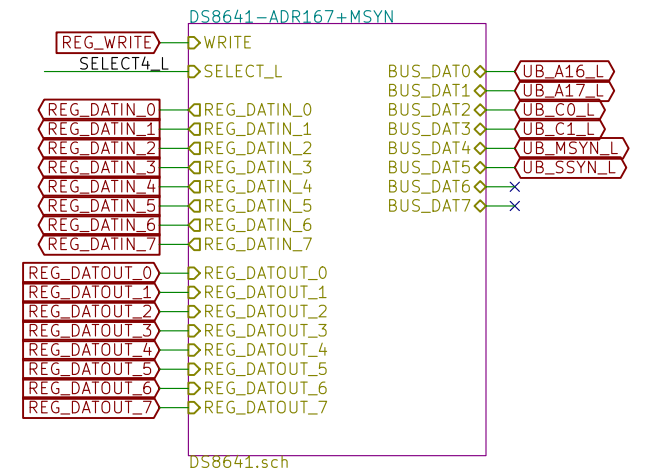 DS8641-ADR167+MSYN
REG_WRITE WRITE
SELECT4_L SELECT_L BUS_DAT0 UB_A16_L
BUS_DAT1 UB_A17_L
REG_DATIN_0 REG_DATIN_0 BUS_DAT2 UB_C0_L
REG_DATIN_1 REG_DATIN_1 BUS_DAT3 UB_C1_L
REG_DATIN_2 REG_DATIN_2 BUS_DAT4 UB_MSYN_L
REG_DATIN_3 REG_DATIN_3 BUS_DAT5 UB_SSYN_L
REG_DATIN_4 REG_DATIN_4 BUS_DAT6
REG_DATIN_5 REG_DATIN_5 BUS_DAT7
REG_DATIN_6 REG_DATIN_6
REG_DATIN_7 REG_DATIN_7
REG_DATOUT_0 REG_DATOUT_0
REG_DATOUT_1 REG_DATOUT_1
REG_DATOUT_2 REG_DATOUT_2
REG_DATOUT_3 REG_DATOUT_3
REG_DATOUT_4 REG_DATOUT_4
REG_DATOUT_5 REG_DATOUT_5
REG_DATOUT_6 REG_DATOUT_6
REG_DATOUT_7 REG_DATOUT_7
DS8641.sch